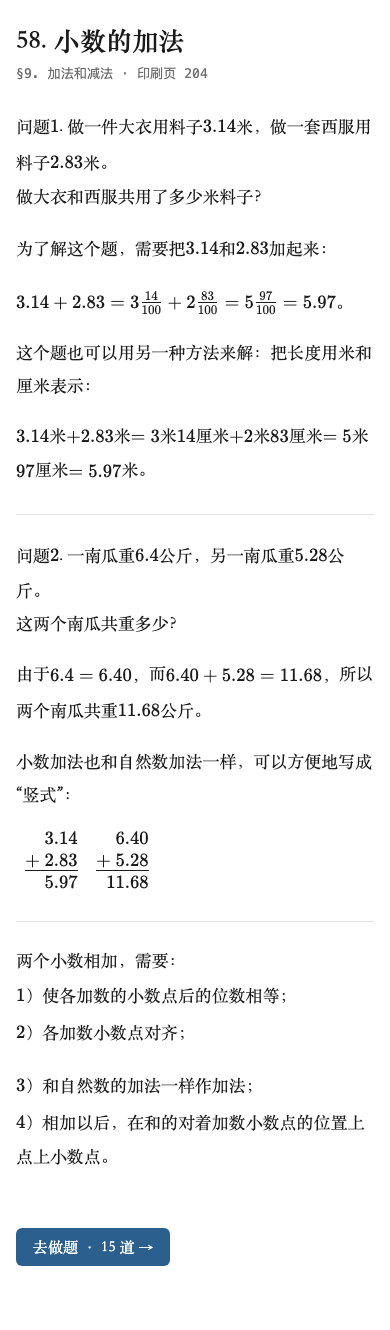 58. 小数的加法
§9. 加法和减法 · 印刷页 204
问题1. 做一件大衣用料子3.14米，做一套西服用
料子2.83米。
做大衣和西服共用了多少米料子？
为了解这个题，需要把3.14和2.83加起来：
3.14 + 2.83 = 3 14/100 + 2 83/100 = 5 97/100 = 5.97。
这个题也可以用另一种方法来解：把长度用米和
厘米表示：
3.14米+2.83米= 3米14厘米+2米83厘米= 5米
97厘米= 5.97米。
问题2. 一南瓜重6.4公斤，另一南瓜重5.28公
斤。
这两个南瓜共重多少？
由于6.4 = 6.40，而6.40 + 5.28 = 11.68，所以
两个南瓜共重11.68公斤。
小数加法也和自然数加法一样，可以方便地写成
“竖式”：
3.14 6.40
+ 2.83 + 5.28
5.97 11.68
两个小数相加，需要：
1）使各加数的小数点后的位数相等；
2）各加数小数点对齐；
3）和自然数的加法一样作加法；
4）相加以后，在和的对着加数小数点的位置上
点上小数点。
去做题 · 15 道 →